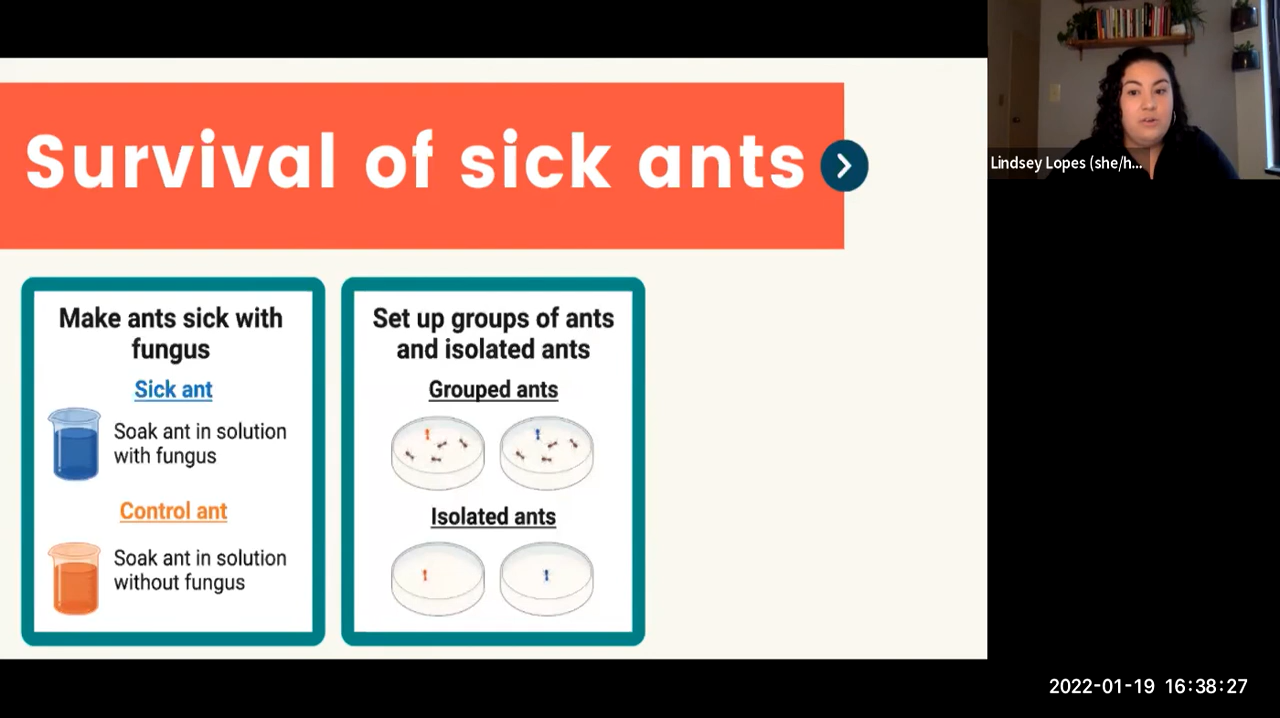 Survival of sick ants
Make ants sick with
fungus
Sick ant
Soak ant in solution
with fungus
Control ant
Soak ant in solution
without fungus
Set up groups of ants
and isolated ants
Grouped ants
Isolated ants
Lindsey Lopes (she/h...
2022-01-19 16:38:27